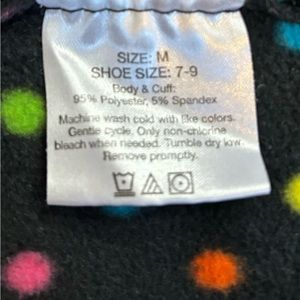 SIZE: M
SHOE SIZE: 7-9
Body & Cuff:
95% Polyester, 5% Spandex
Machine wash cold with like colors.
Gentle cycle. Only non-chlorine
bleach when needed. Tumble dry low.
Remove promptly.